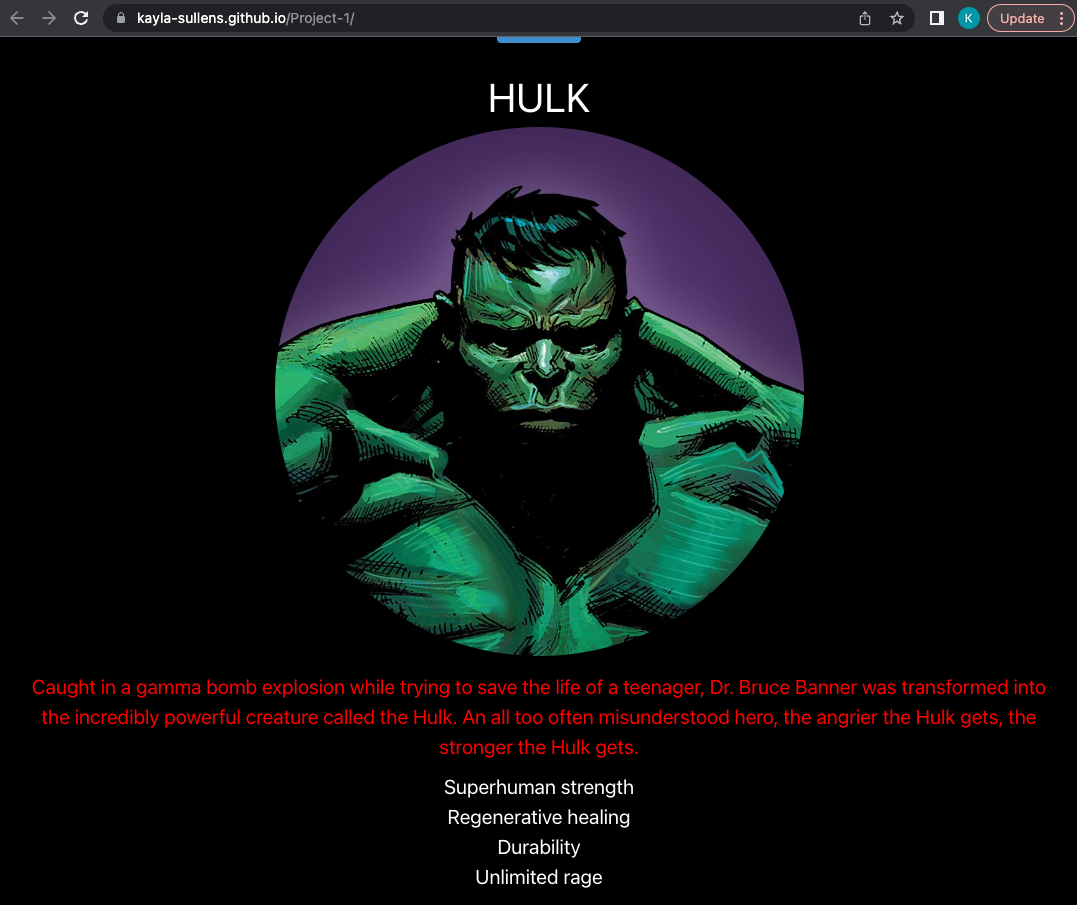 kayla-sullens.github.io/Project-1/
K
Update
HULK
Caught in a gamma bomb explosion while trying to save the life of a teenager, Dr. Bruce Banner was transformed into
the incredibly powerful creature called the Hulk. An all too often misunderstood hero, the angrier the Hulk gets, the
stronger the Hulk gets.
Superhuman strength
Regenerative healing
Durability
Unlimited rage